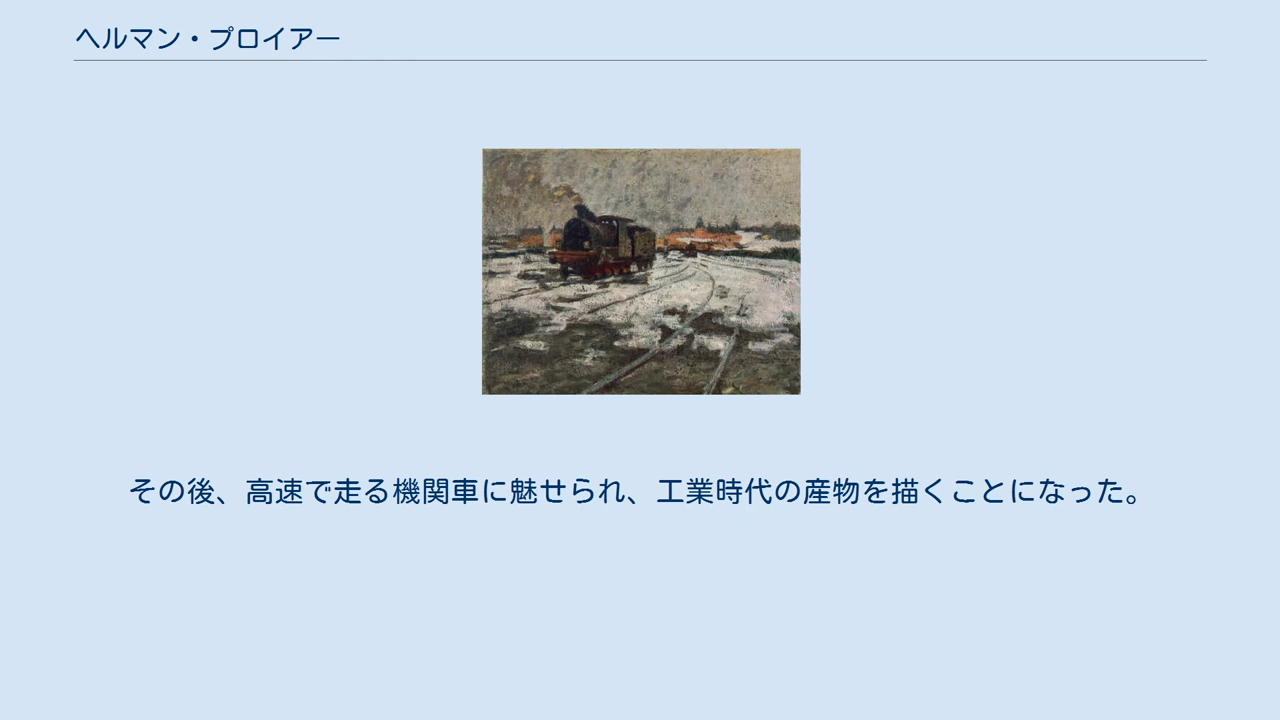 ヘルマン・プロイアー
その後、高速で走る機関車に魅せられ、工業時代の産物を描くことになった。